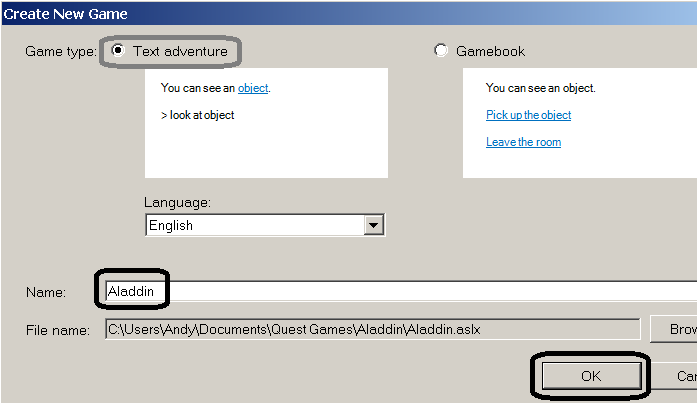 Create New Game
Game type: Text adventure Gamebook
You can see an object. You can see an object.
> look at object Pick up the object
Leave the room
Language:
English
Name: Aladdin
File name: C:\Users\Andy\Documents\Quest Games\Aladdin\Aladdin.aslx Brow
OK Can